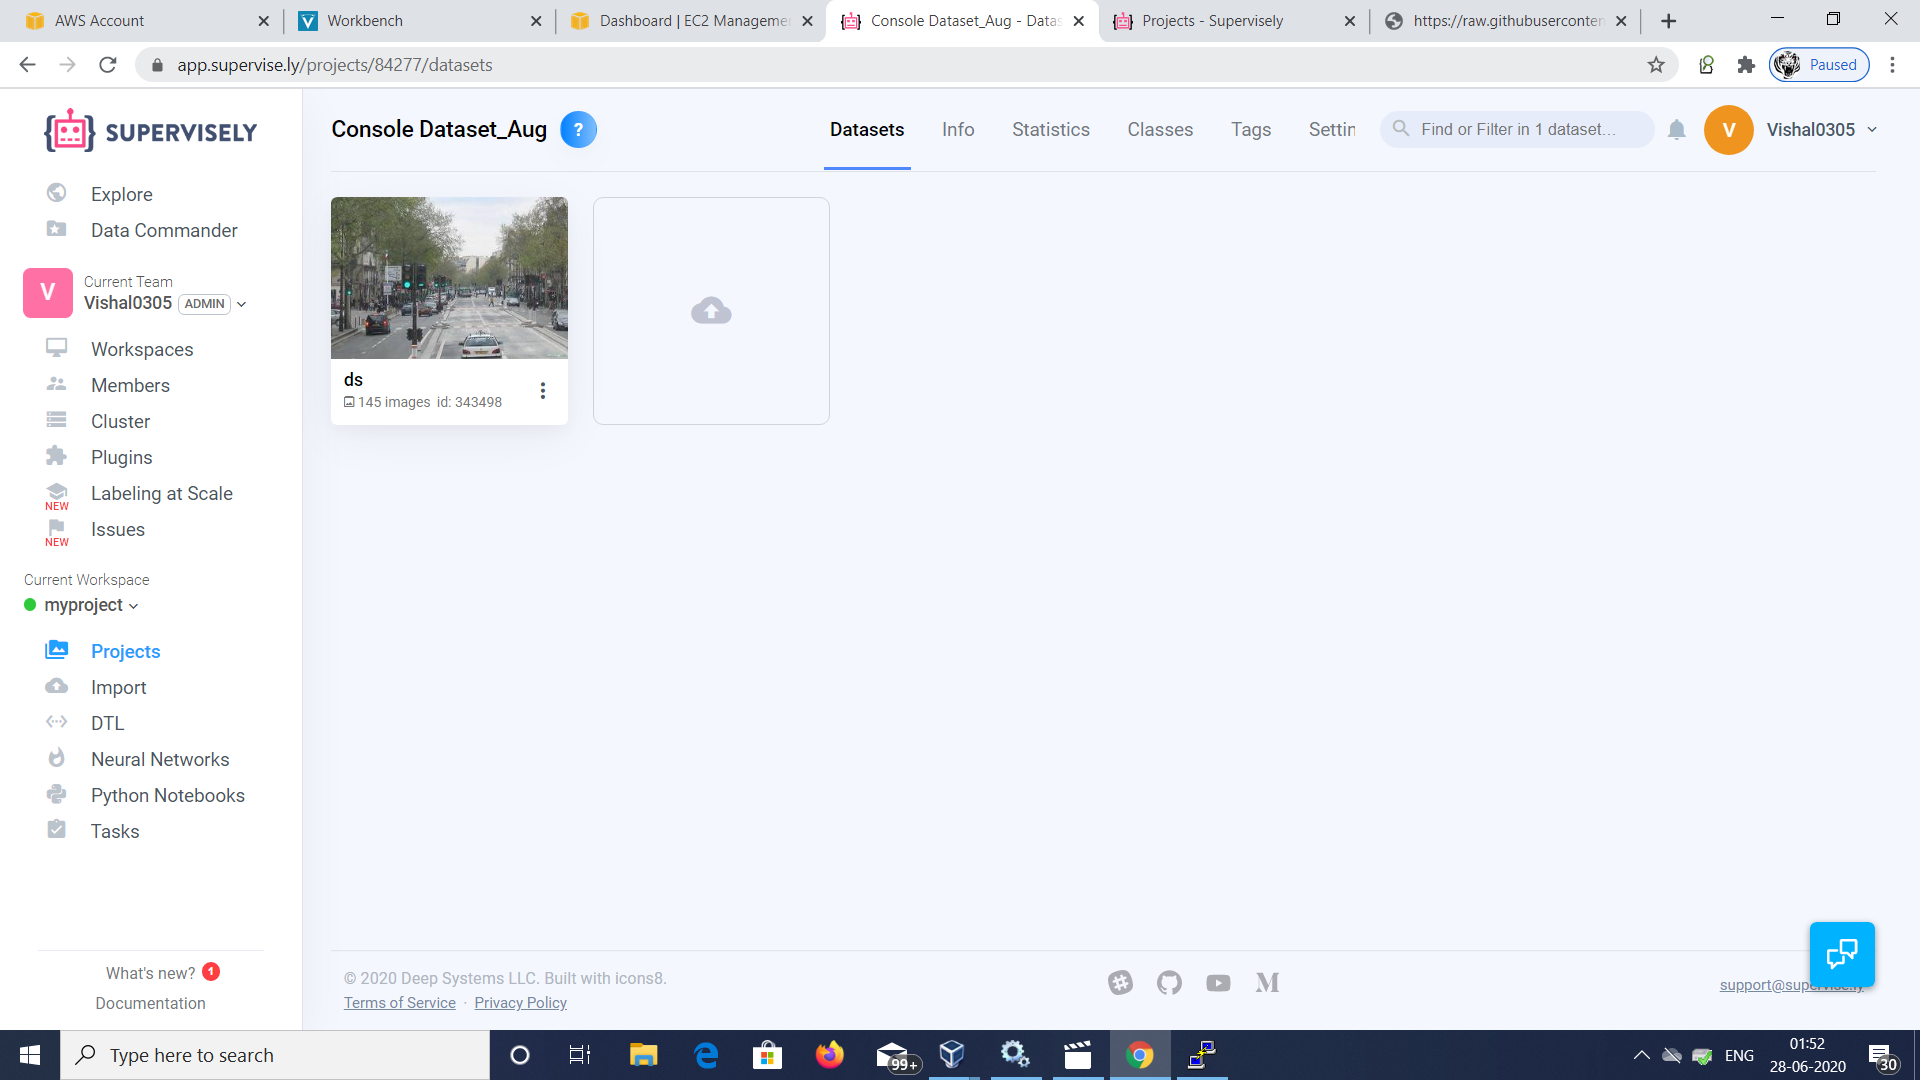 AWS Account
Workbench
Dashboard | EC2 Manageme
Console Dataset_Aug - Datas
Projects - Supervisely
https://raw.githubuserconten
app.supervise.ly/projects/84277/datasets
Paused
SUPERVISELY
Console Dataset_Aug
?
Datasets
Info
Statistics
Classes
Tags
Settin
Find or Filter in 1 dataset...
V
Vishal0305
Explore
Data Commander
V
Current Team
Vishal0305 ADMIN
Workspaces
Members
Cluster
Plugins
Labeling at Scale
NEW
Issues
NEW
Current Workspace
myproject
Projects
Import
DTL
Neural Networks
Python Notebooks
Tasks
ds
145 images id: 343498
What's new? 1
Documentation
© 2020 Deep Systems LLC. Built with icons8.
Terms of Service · Privacy Policy
support@supervise.ly
Type here to search
99+
ENG
01:52
28-06-2020
30